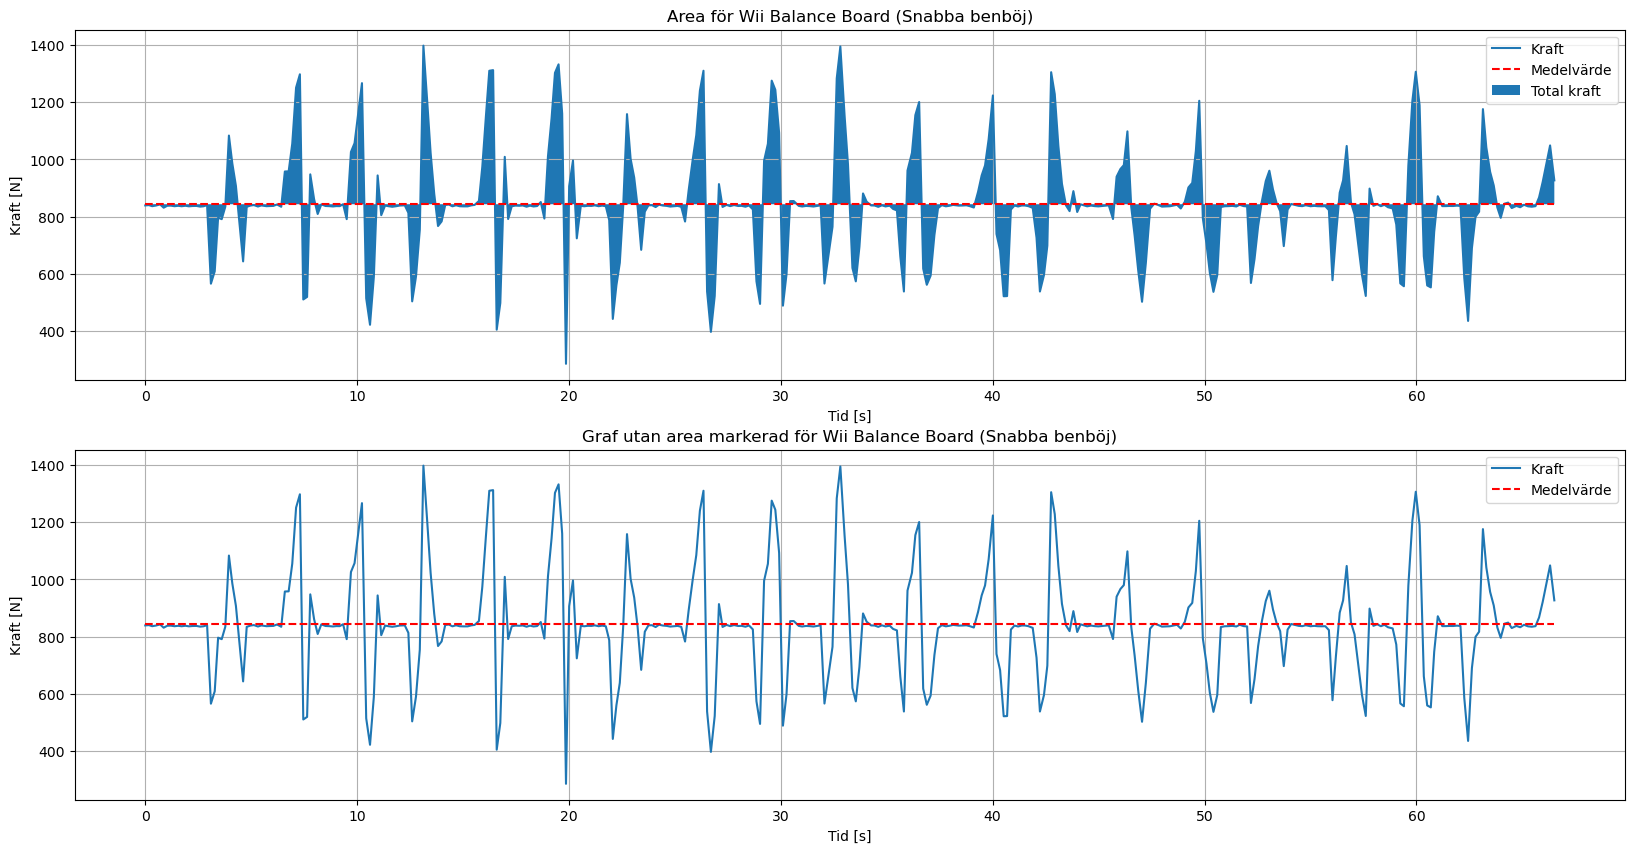 Area för Wii Balance Board (Snabba benböj)
Kraft [N]
1400
1200
1000
800
600
400
Kraft
Medelvärde
Total kraft
0 10 20 30 40 50 60
Tid [s]
Graf utan area markerad för Wii Balance Board (Snabba benböj)
Kraft [N]
1400
1200
1000
800
600
400
Kraft
Medelvärde
0 10 20 30 40 50 60
Tid [s]